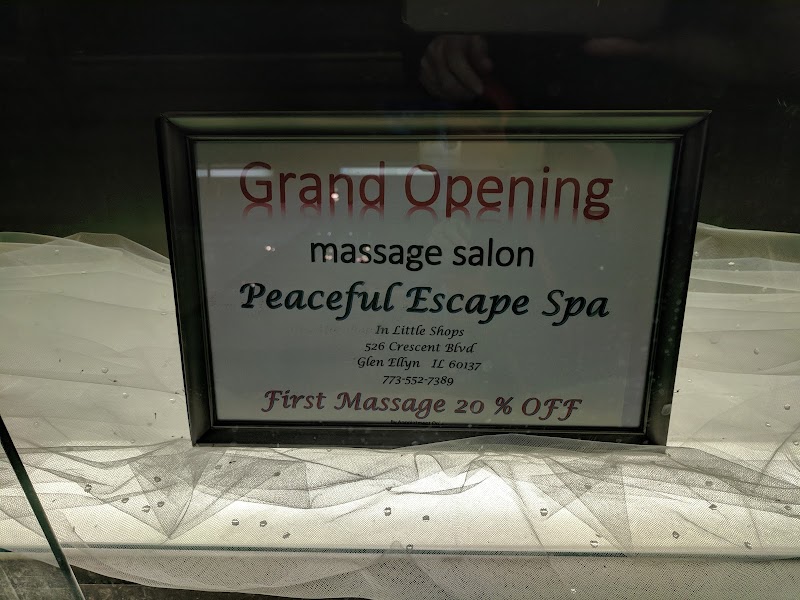 Grand Opening
massage salon
Peaceful Escape Spa
In Little Shops
526 Crescent Blvd
Glen Ellyn IL 60137
773-552-7389
First Massage 20 % OFF